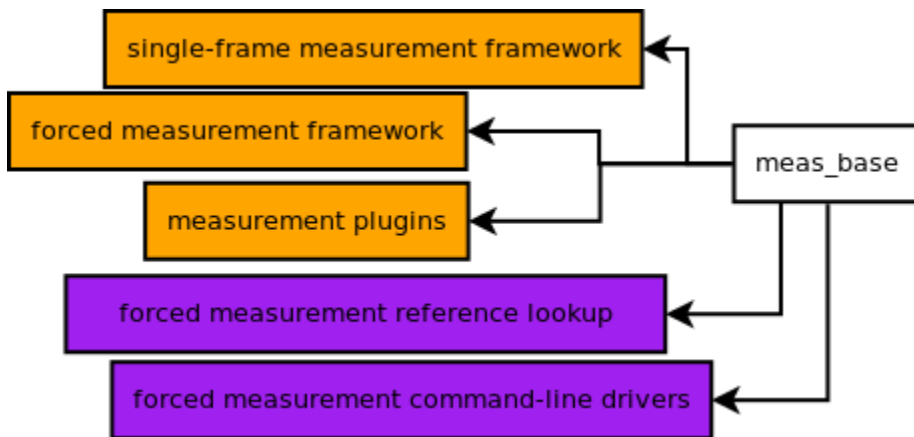 single-frame measurement framework
forced measurement framework
meas_base
measurement plugins
forced measurement reference lookup
forced measurement command-line drivers